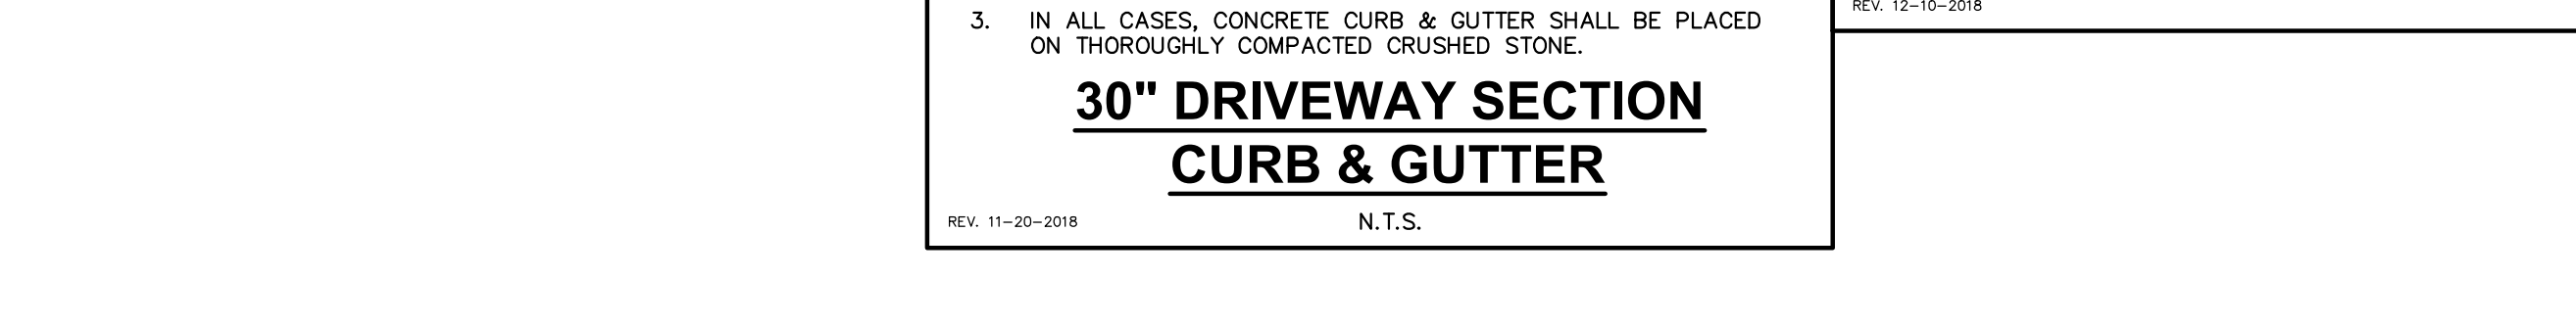 3. IN ALL CASES, CONCRETE CURB & GUTTER SHALL BE PLACED
ON THOROUGHLY COMPACTED CRUSHED STONE.
30" DRIVEWAY SECTION
CURB & GUTTER
REV. 11-20-2018
N.T.S.
REV. 12-10-2018